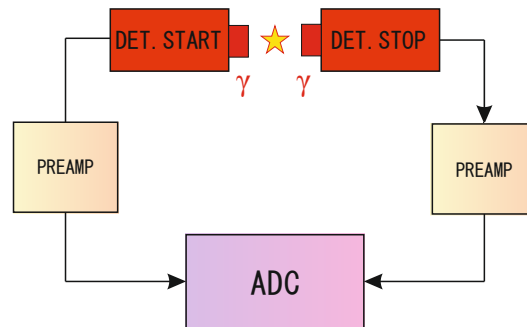 DET. START
DET. STOP
γ
γ
PREAMP
PREAMP
ADC